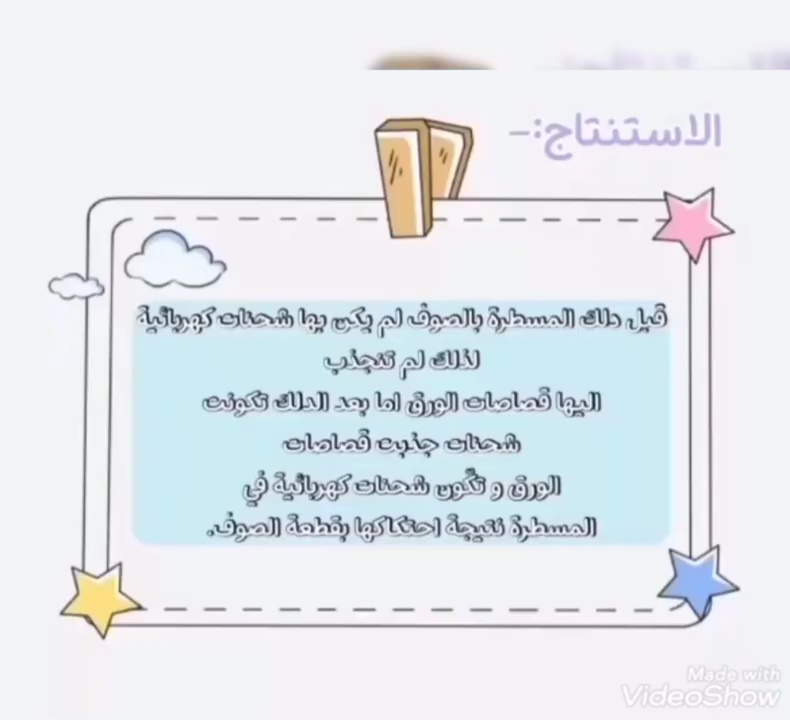 الاستنتاج:-
قبل دلك المسطرة بالصوف لم يكن بها شحنات كهربائية
لذلك لم تنجذب
اليها قصاصات الورق اما بعد الدلك تكونت
شحنات جذبت قصاصات
الورق و تكون شحنات كهربائية في
المسطرة نتيجة احتكاكها بقطعة الصوف.
Made with
VideoShow